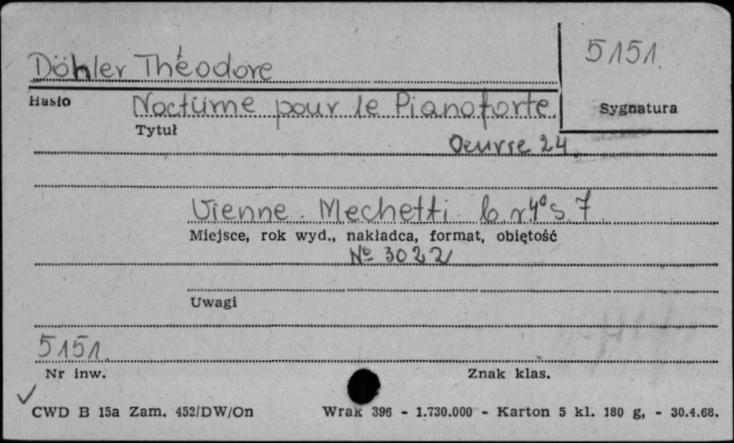 5151.
Döhler Théodore
Hasło Nocturne pour le Pianoforte. Sygnatura
Tytuł
Oeuvre 24.
Vienne. Mechetti b. r. 4° s. 7.
Miejsce, rok wyd., nakładca, format, objętość
No 3022
Uwagi
5151.
Nr inw. Znak klas.
✓ CWD B 15a Zam. 452/DW/On Wrak 396 - 1.730.000 - Karton 5 kl. 180 g, - 30.4.68.